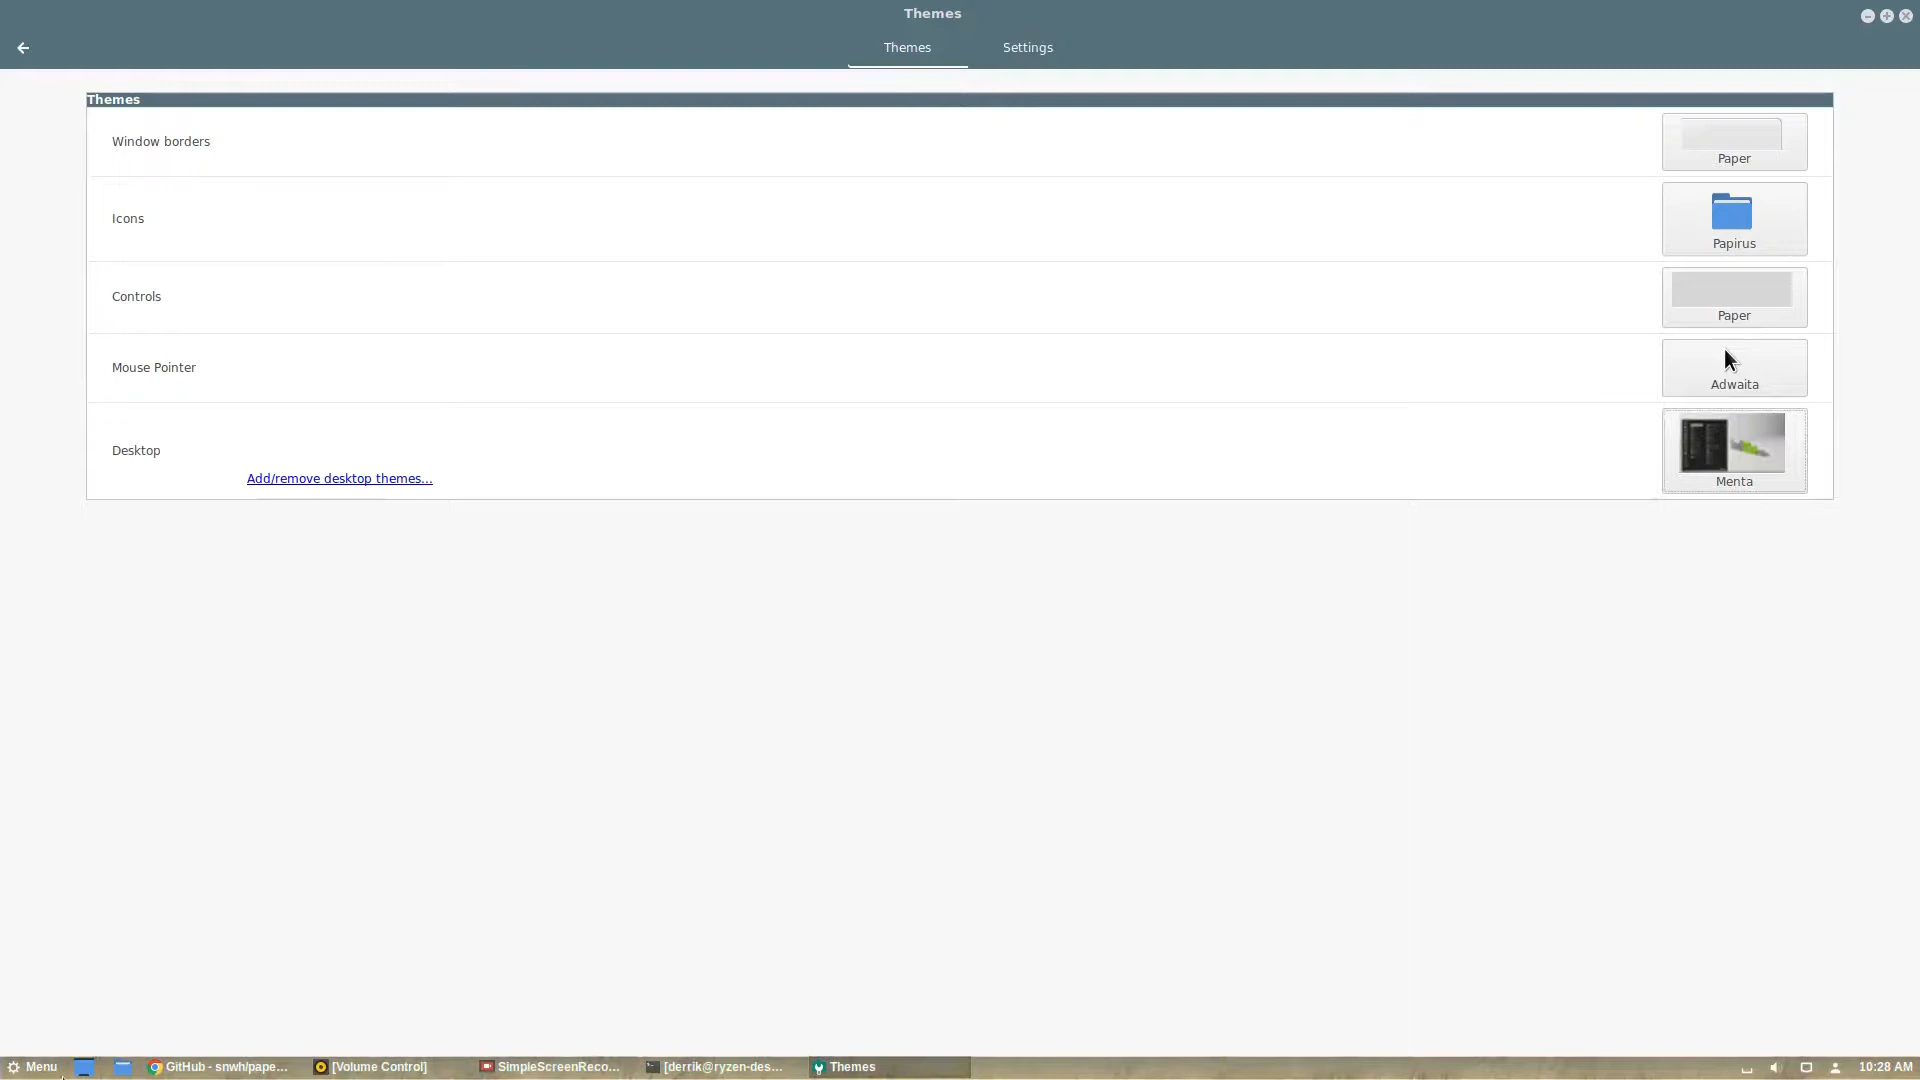 Themes
Themes
Settings
Themes
Window borders
Paper
Icons
Papirus
Controls
Paper
Mouse Pointer
Adwaita
Desktop
Add/remove desktop themes...
Menta
Menu
GitHub - snwh/pape...
[Volume Control]
SimpleScreenReco...
[derrik@ryzen-des...
Themes
10:28 AM